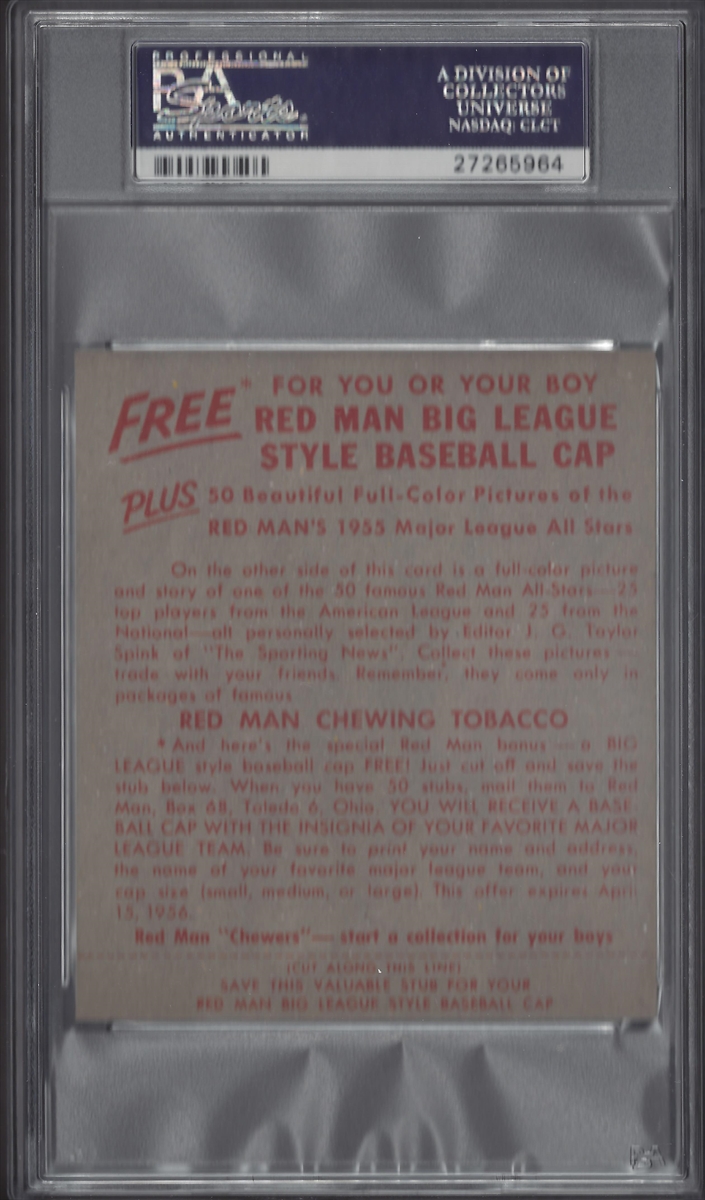 PROFESSIONAL
PSA
Sports
AUTHENTICATOR
A DIVISION OF
COLLECTORS
UNIVERSE
NASDAQ: CLCT
27265964
FREE* FOR YOU OR YOUR BOY
RED MAN BIG LEAGUE
STYLE BASEBALL CAP
PLUS 50 Beautiful Full-Color Pictures of the
RED MAN'S 1955 Major League All Stars
On the other side of this card is a full-color picture
and story of one of the 50 famous Red Man All-Stars—25
top players from the American League and 25 from the
National—all personally selected by Editor J. G. Taylor
Spink of "The Sporting News". Collect these pictures —
trade with your friends. Remember, they come only in
packages of famous
RED MAN CHEWING TOBACCO
*And here's the special Red Man bonus — a BIG
LEAGUE style baseball cap FREE! Just cut off and save the
stub below. When you have 50 stubs, mail them to Red
Man, Box 68, Toledo 6, Ohio. YOU WILL RECEIVE A BASE-
BALL CAP WITH THE INSIGNIA OF YOUR FAVORITE MAJOR
LEAGUE TEAM. Be sure to print your name and address,
the name of your favorite major league team, and your
cap size (small, medium, or large). This offer expires April
15, 1956.
Red Man "Chewers"— start a collection for your boys
(CUT ALONG THIS LINE)
SAVE THIS VALUABLE STUB FOR YOUR
RED MAN BIG LEAGUE STYLE BASEBALL CAP
PSA